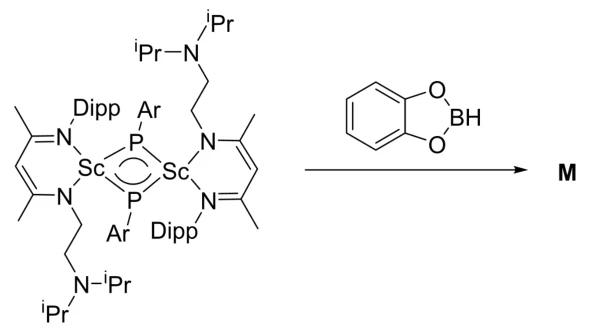 iPr
iPr N
Dipp Ar
N P N
Sc Sc
N P N
Ar Dipp
N iPr
iPr
O
BH
O
M